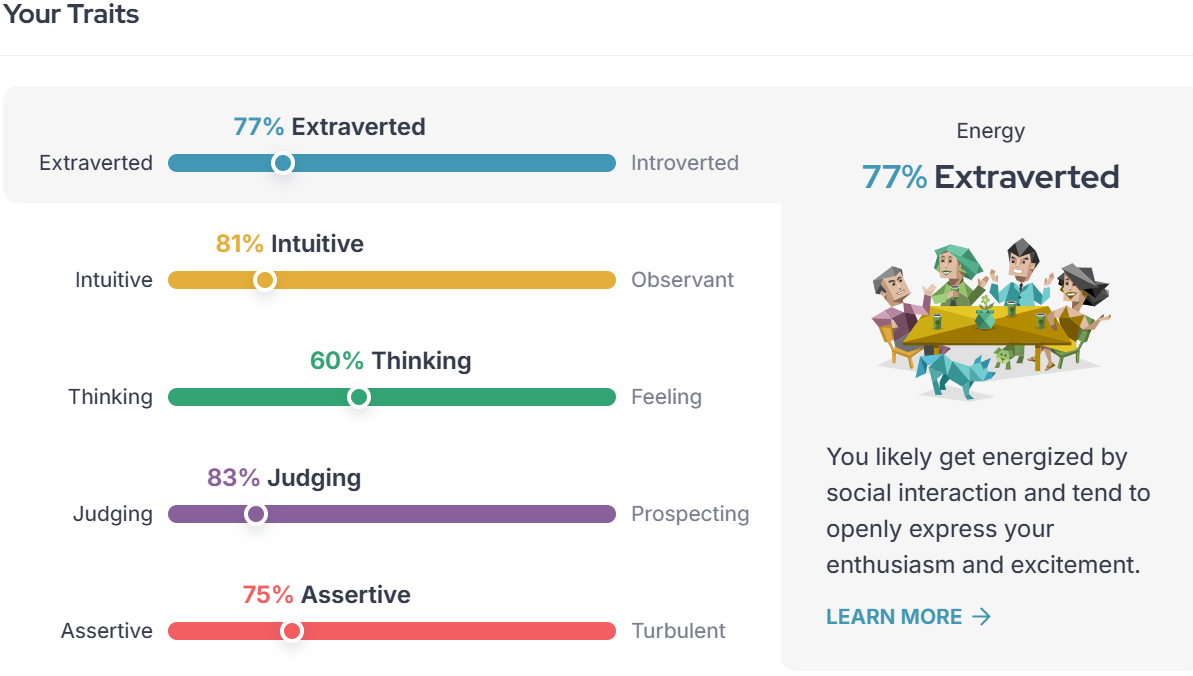 Your Traits
77% Extraverted
Extraverted
Introverted
81% Intuitive
Intuitive
Observant
60% Thinking
Thinking
Feeling
83% Judging
Judging
Prospecting
75% Assertive
Assertive
Turbulent
Energy
77% Extraverted
You likely get energized by
social interaction and tend to
openly express your
enthusiasm and excitement.
LEARN MORE →